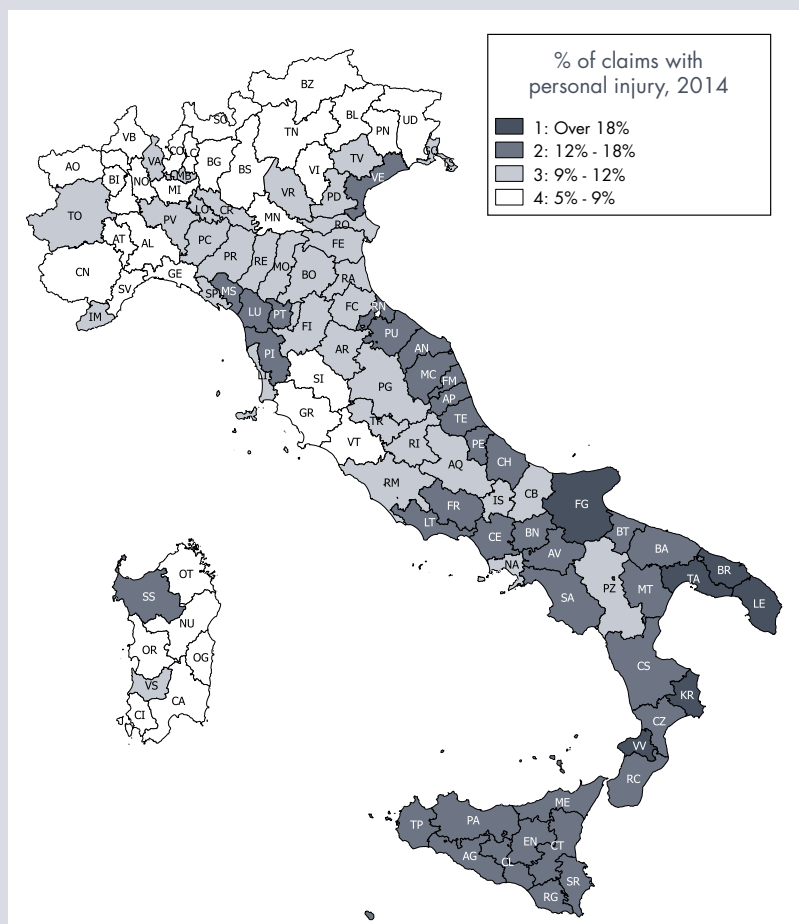 % of claims with
personal injury, 2014
1: Over 18%
2: 12% - 18%
3: 9% - 12%
4: 5% - 9%
BZ
SO
BL
UD
VB
TN
PN
CO
LC
GO
VA
AO
BG
BS
VI
TV
BI
NO
MB
MI
VE
VR
PD
TO
LO
CR
PV
MN
RO
AT
AL
PC
FE
PR
RE
MO
BO
RA
CN
GE
SV
SP
MS
FC
RN
IM
LU
PT
FI
PU
AR
AN
PI
LI
SI
MC
FM
PG
AP
GR
TR
TE
VT
RI
PE
AQ
CH
RM
IS
CB
FG
FR
LT
CE
BN
BT
AV
BA
NA
TA
BR
OT
SS
SA
PZ
MT
LE
NU
OR
OG
CS
VS
CA
CI
KR
CZ
VV
RC
ME
TP
PA
EN
CT
AG
CL
SR
RG